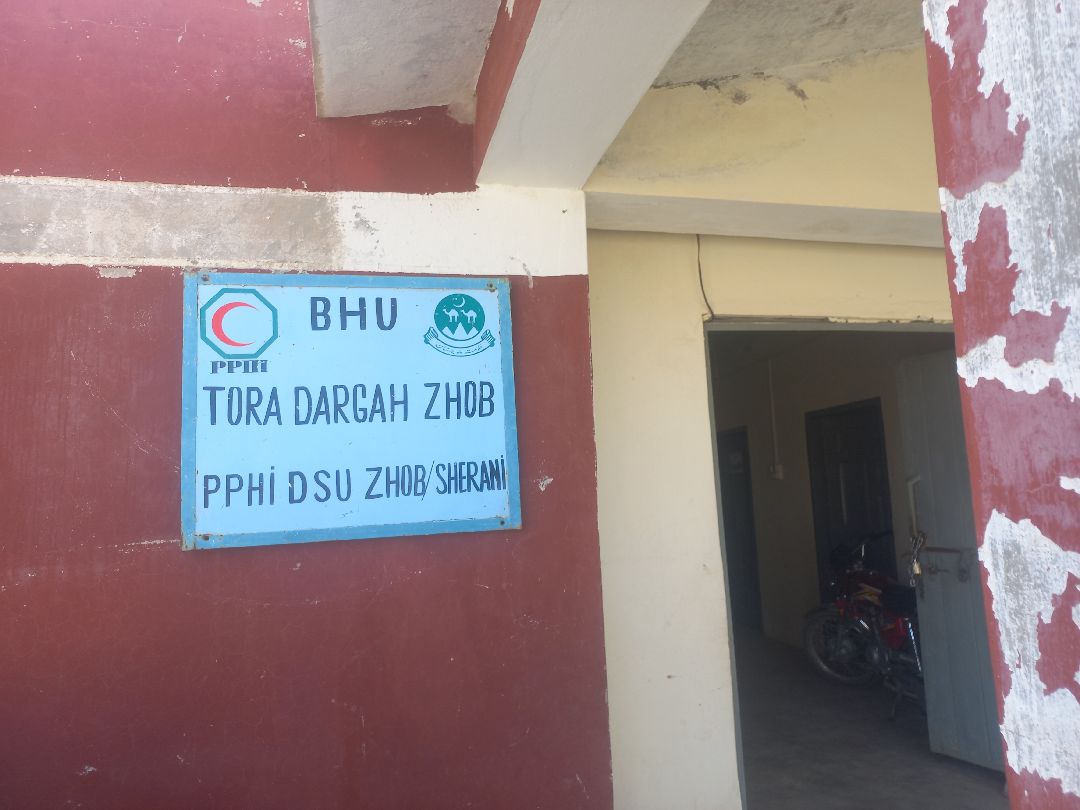 BHU
PPHI
TORA DARGAH ZHOB
PPHi DSU ZHOB/SHERANi